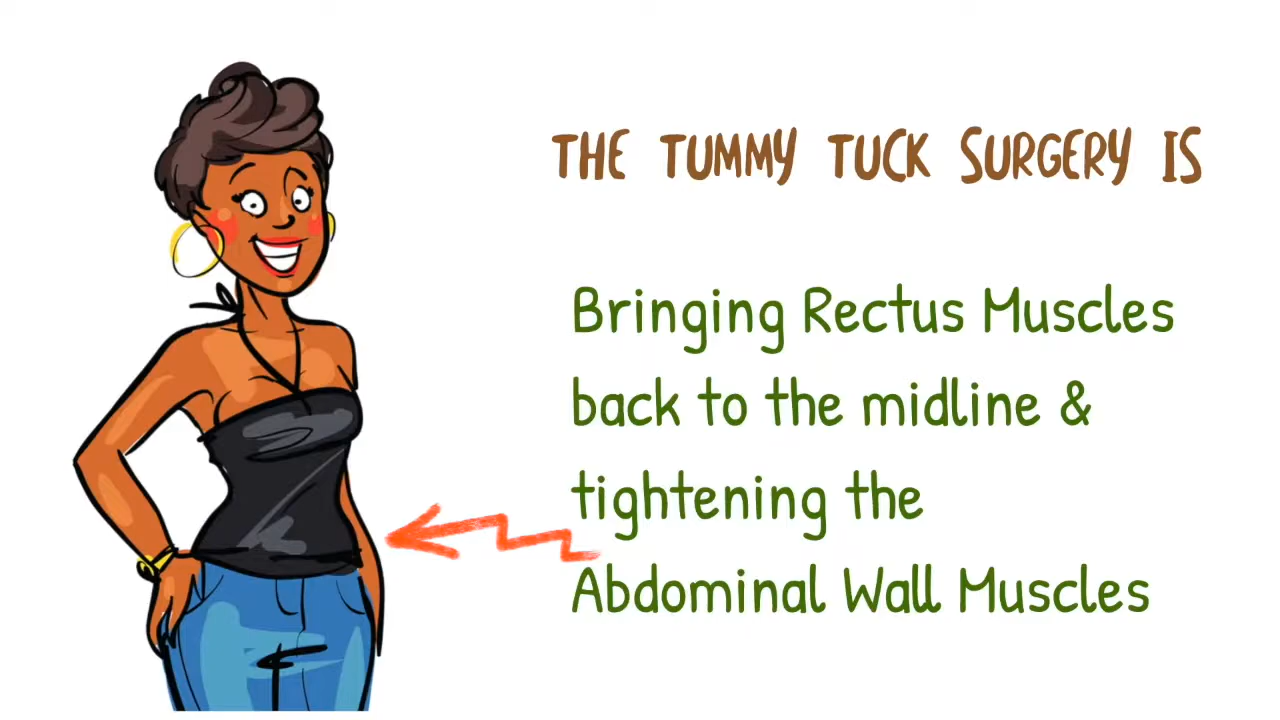 THE TUMMY TUCK SURGERY IS
Bringing Rectus Muscles
back to the midline &
tightening the
Abdominal Wall Muscles